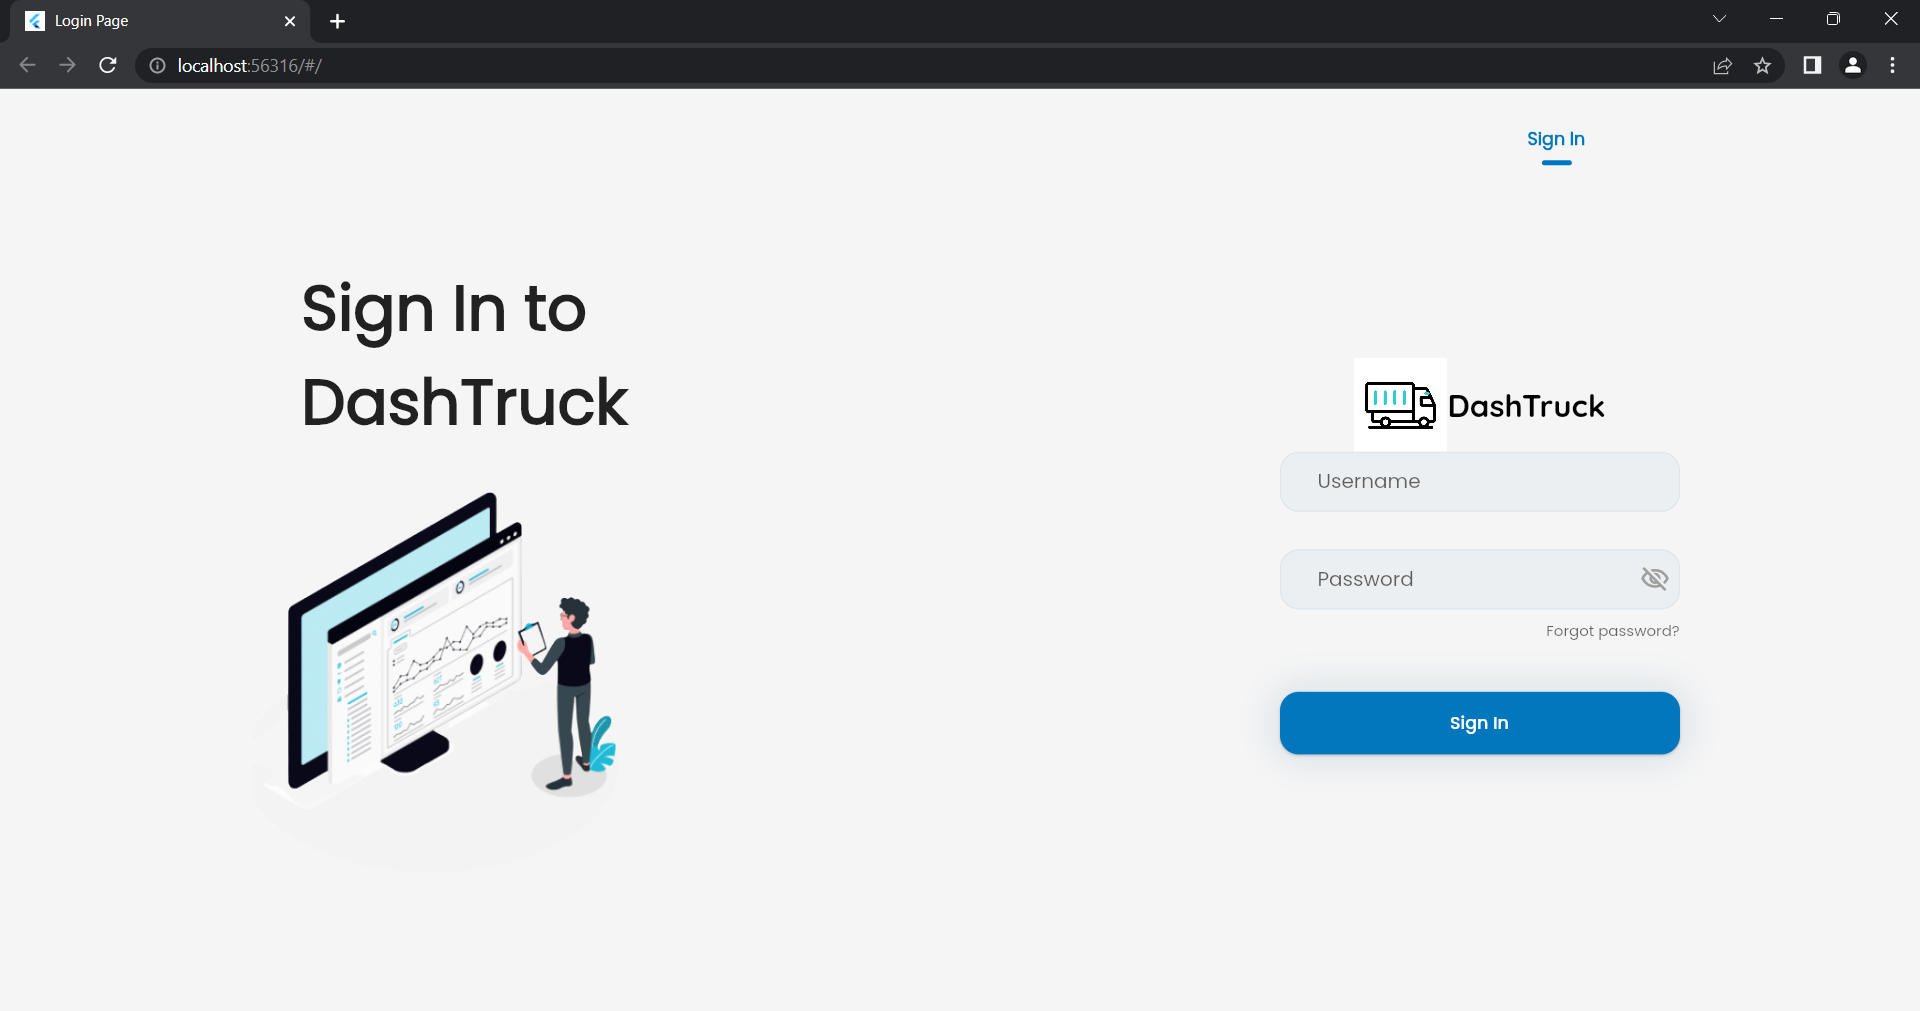 Login Page
localhost:56316/#/
Sign In
Sign In to
DashTruck
DashTruck
Username
Password
Forgot password?
Sign In